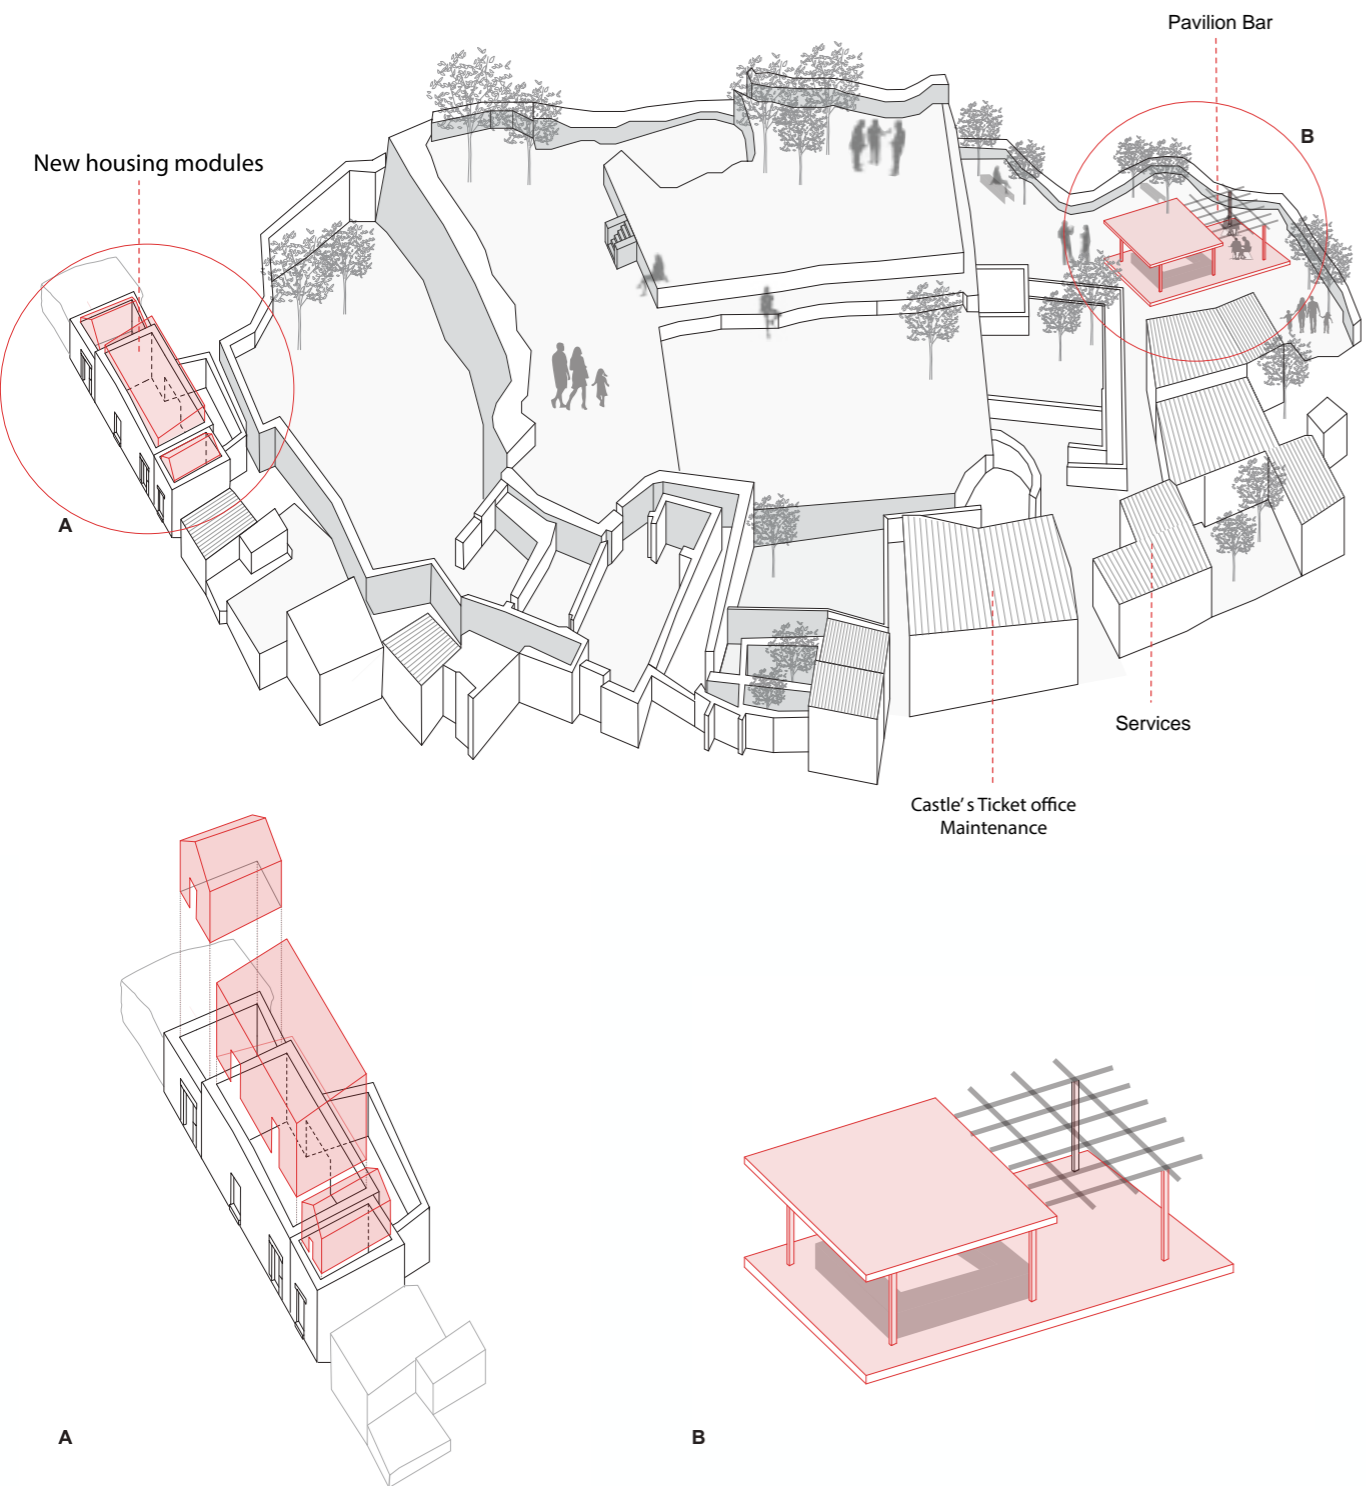 Pavilion Bar
B
New housing modules
A
Services
Castle's Ticket office
Maintenance
A
B